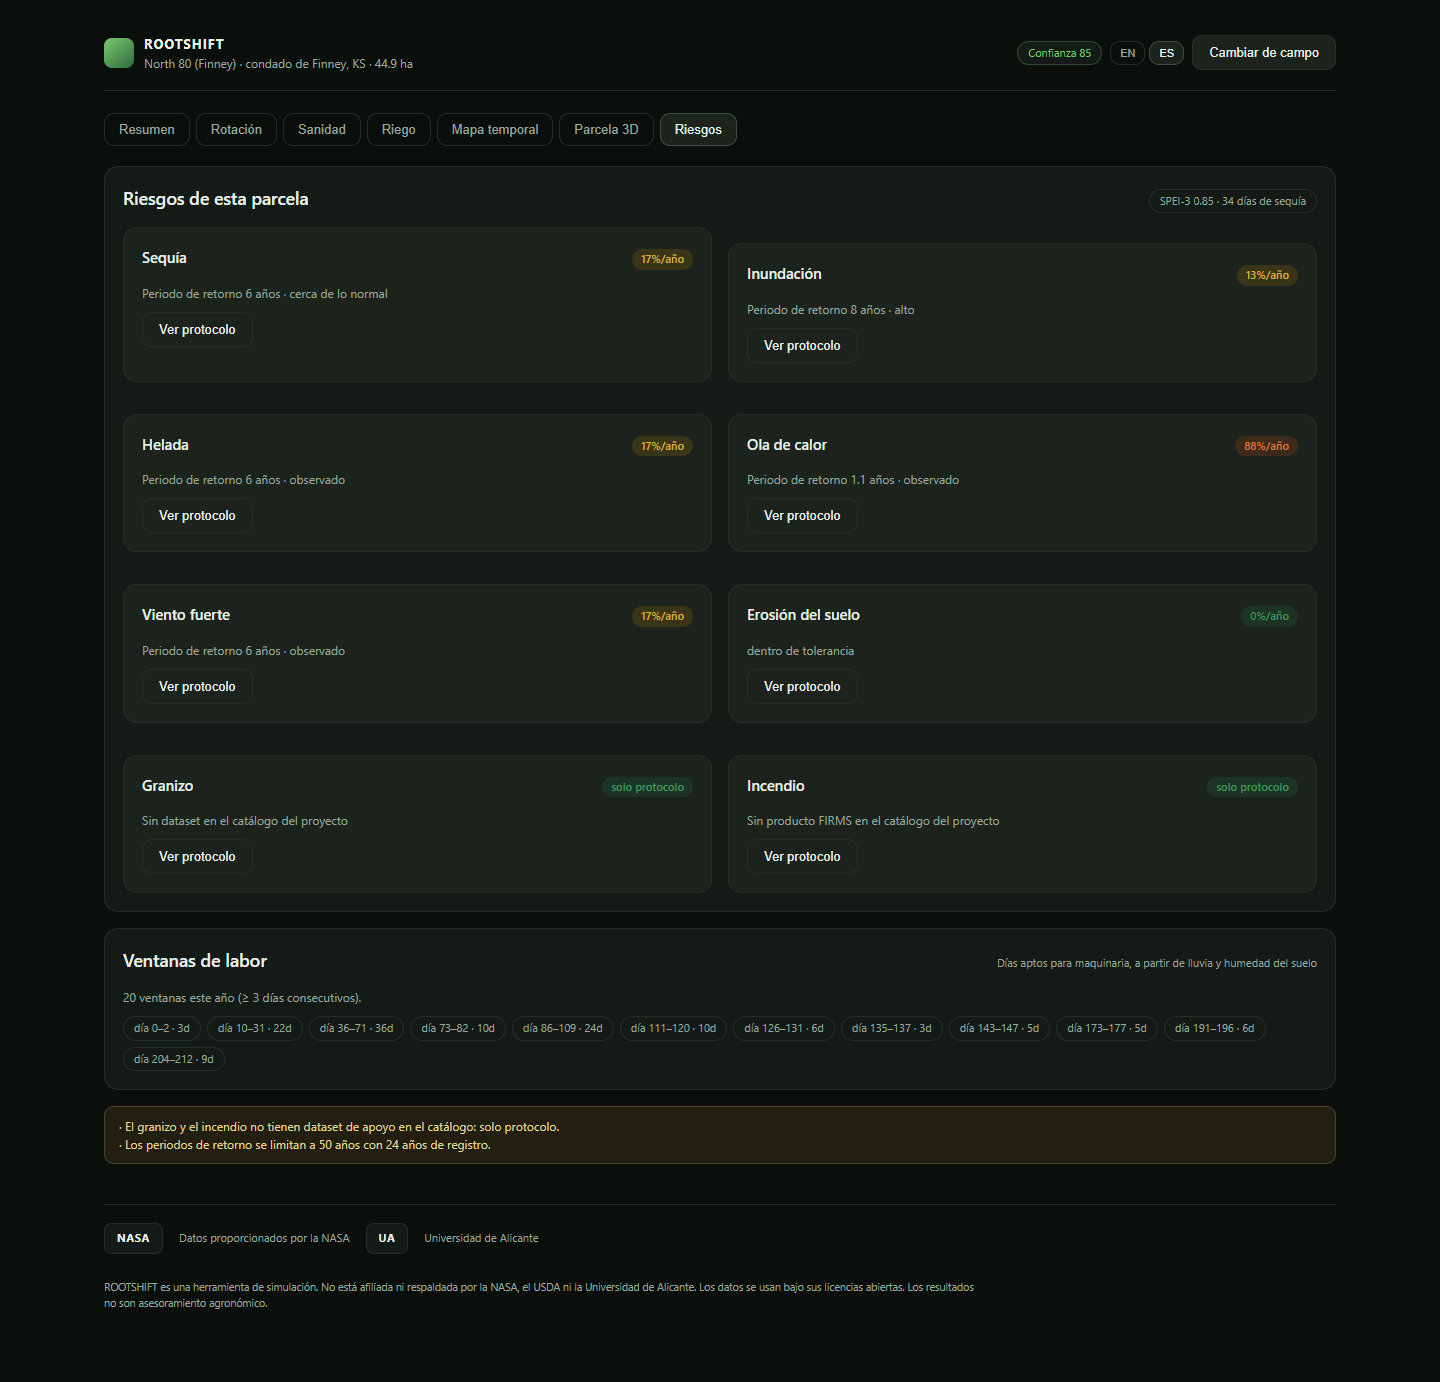 ROOTSHIFT
North 80 (Finney) · condado de Finney, KS · 44.9 ha
Confianza 85
EN
ES
Cambiar de campo
Resumen
Rotación
Sanidad
Riego
Mapa temporal
Parcela 3D
Riesgos
Riesgos de esta parcela
SPEI-3 0.85 · 34 días de sequía
Sequía
17%/año
Periodo de retorno 6 años · cerca de lo normal
Ver protocolo
Inundación
13%/año
Periodo de retorno 8 años · alto
Ver protocolo
Helada
17%/año
Periodo de retorno 6 años · observado
Ver protocolo
Ola de calor
88%/año
Periodo de retorno 1.1 años · observado
Ver protocolo
Viento fuerte
17%/año
Periodo de retorno 6 años · observado
Ver protocolo
Erosión del suelo
0%/año
dentro de tolerancia
Ver protocolo
Granizo
solo protocolo
Sin dataset en el catálogo del proyecto
Ver protocolo
Incendio
solo protocolo
Sin producto FIRMS en el catálogo del proyecto
Ver protocolo
Ventanas de labor
Días aptos para maquinaria, a partir de lluvia y humedad del suelo
20 ventanas este año (≥ 3 días consecutivos).
día 0–2 · 3d
día 10–31 · 22d
día 36–71 · 36d
día 73–82 · 10d
día 86–109 · 24d
día 111–120 · 10d
día 126–131 · 6d
día 135–137 · 3d
día 143–147 · 5d
día 173–177 · 5d
día 191–196 · 6d
día 204–212 · 9d
· El granizo y el incendio no tienen dataset de apoyo en el catálogo: solo protocolo.
· Los periodos de retorno se limitan a 50 años con 24 años de registro.
NASA
Datos proporcionados por la NASA
UA
Universidad de Alicante
ROOTSHIFT es una herramienta de simulación. No está afiliada ni respaldada por la NASA, el USDA ni la Universidad de Alicante. Los datos se usan bajo sus licencias abiertas. Los resultados
no son asesoramiento agronómico.